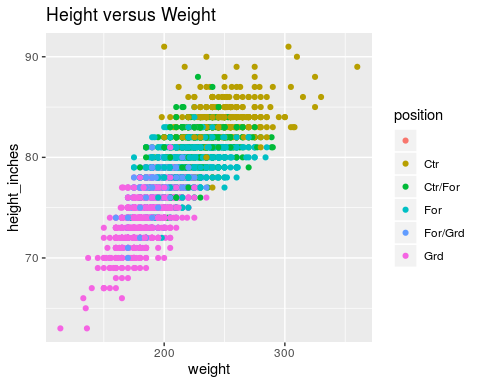 Height versus Weight
height_inches
90
80
70
200
300
weight
position
Ctr
Ctr/For
For
For/Grd
Grd